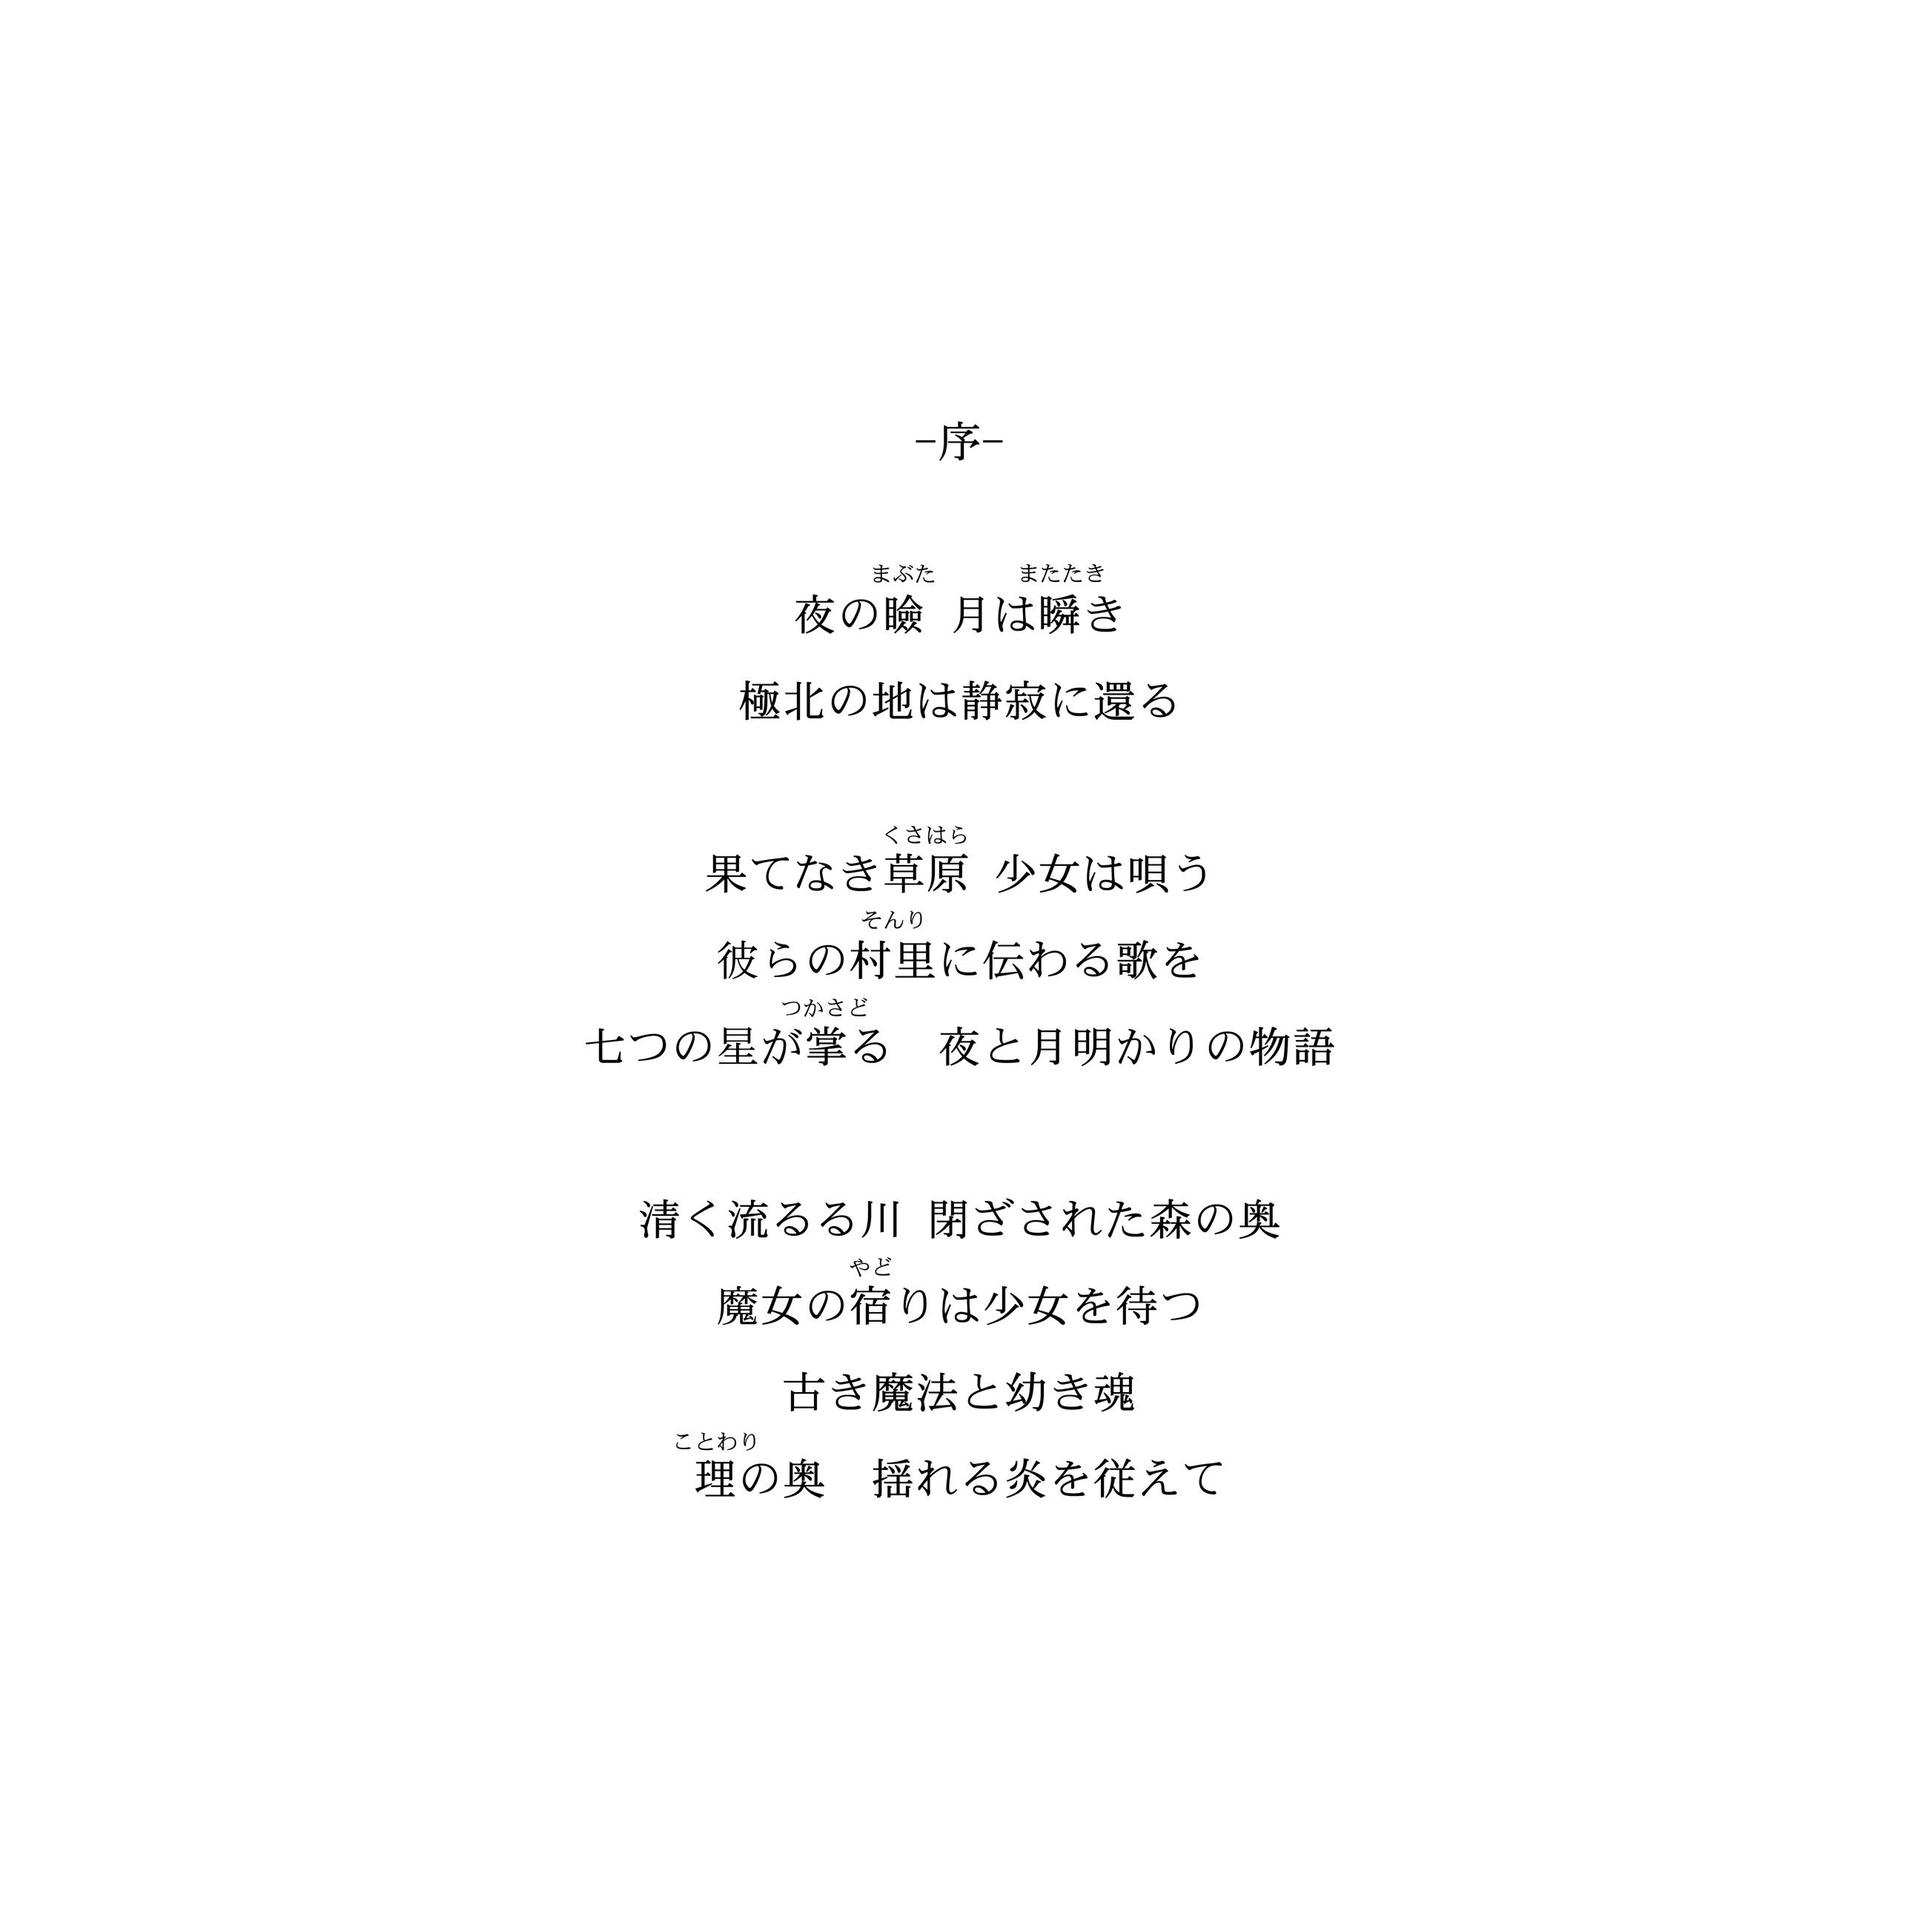 –序–
まぶた またたき
夜の瞼 月は瞬き
極北の地は静寂に還る
くさはら
果てなき草原 少女は唄う
そんり
彼らの村里に伝わる歌を
つかさど
七つの星が掌る　夜と月明かりの物語
清く流るる川 閉ざされた森の奥
やど
魔女の宿りは少女を待つ
古き魔法と幼き魂
ことわり
理の奥　揺れる炎を従えて